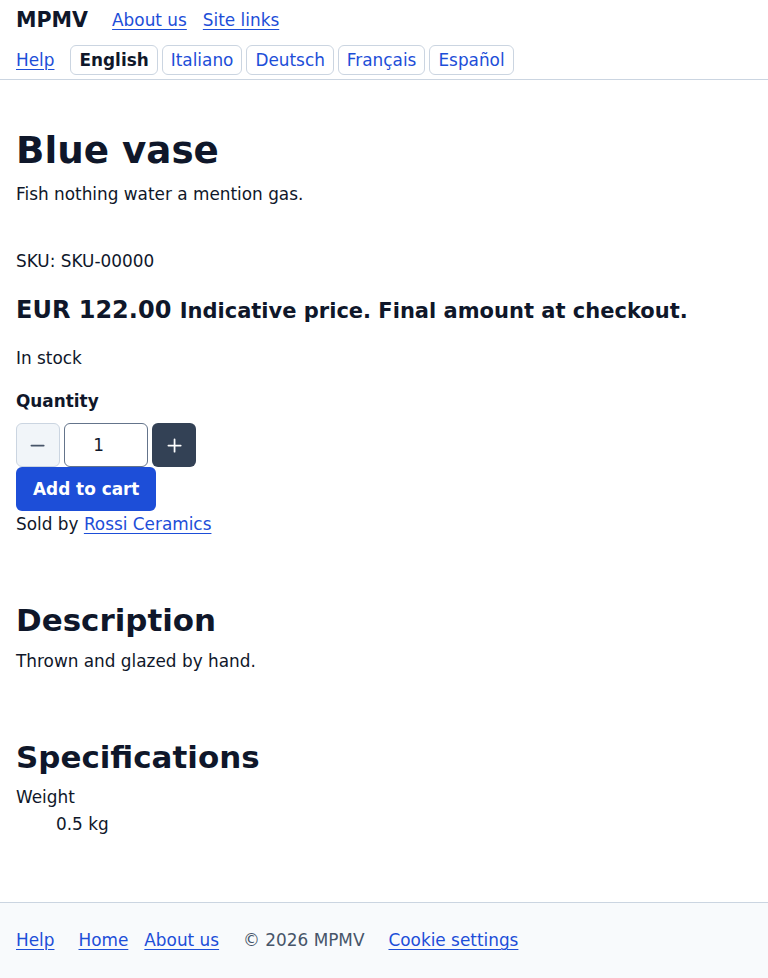 MPMV About us Site links
Help English Italiano Deutsch Français Español
Blue vase
Fish nothing water a mention gas.
SKU: SKU-00000
EUR 122.00 Indicative price. Final amount at checkout.
In stock
Quantity
− 1 +
Add to cart
Sold by Rossi Ceramics
Description
Thrown and glazed by hand.
Specifications
Weight
0.5 kg
Help Home About us © 2026 MPMV Cookie settings